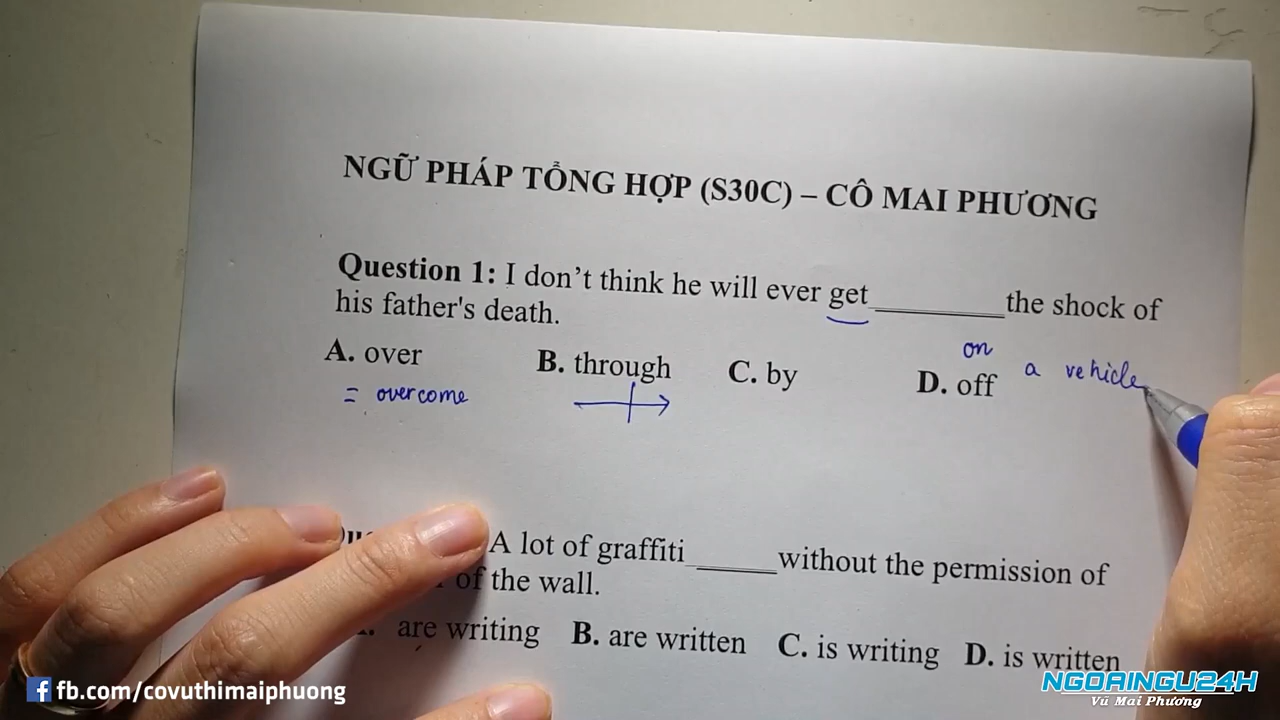 NGỮ PHÁP TỔNG HỢP (S30C) – CÔ MAI PHƯƠNG
Question 1: I don't think he will ever get ________ the shock of
his father's death.
on
A. over B. through C. by D. off a vehicle
= overcome
A lot of graffiti _____ without the permission of
of the wall.
are writing B. are written C. is writing D. is written
fb.com/covuthimaiphuong
NGOAINGU24H
Vũ Mai Phương